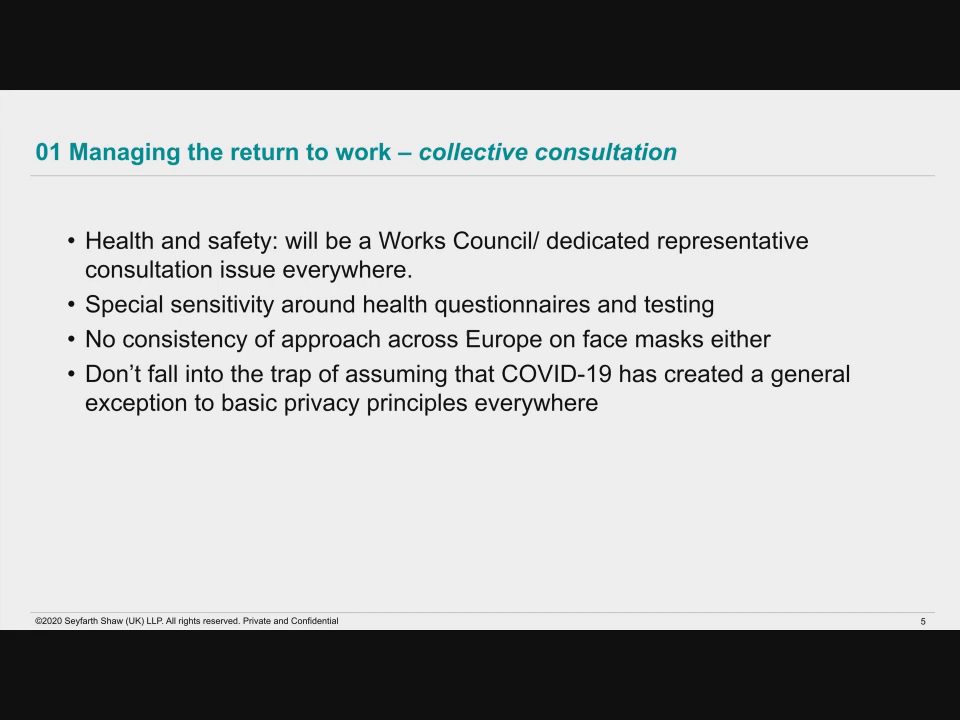 01 Managing the return to work – collective consultation
• Health and safety: will be a Works Council/ dedicated representative
consultation issue everywhere.
• Special sensitivity around health questionnaires and testing
• No consistency of approach across Europe on face masks either
• Don’t fall into the trap of assuming that COVID-19 has created a general
exception to basic privacy principles everywhere
©2020 Seyfarth Shaw (UK) LLP. All rights reserved. Private and Confidential
5